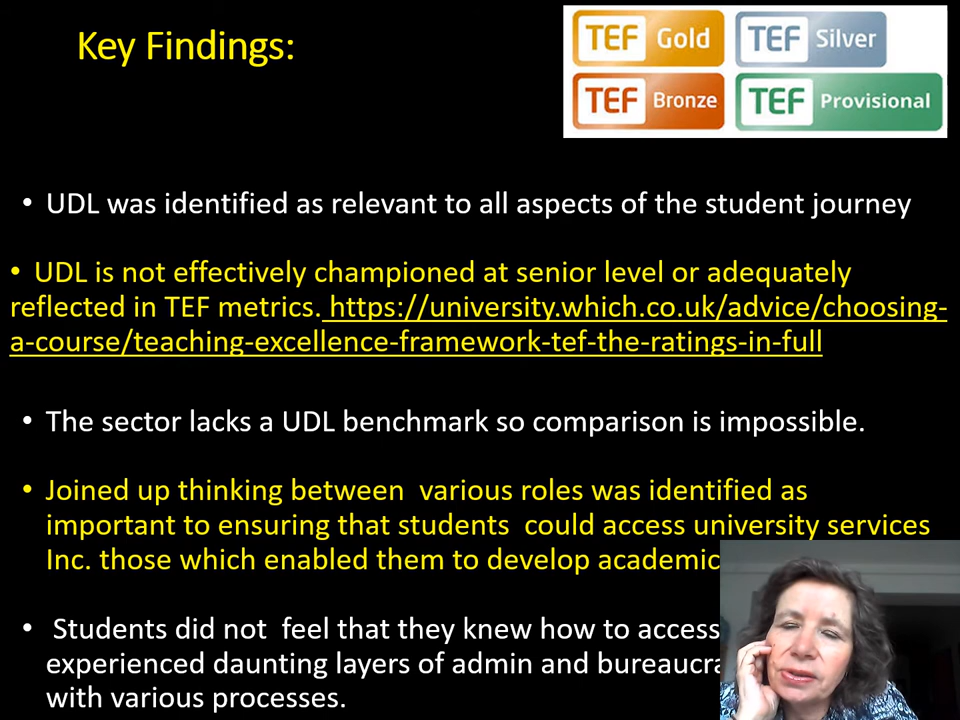 Key Findings:
TEF Gold
TEF Silver
TEF Bronze
TEF Provisional
• UDL was identified as relevant to all aspects of the student journey
• UDL is not effectively championed at senior level or adequately
reflected in TEF metrics. https://university.which.co.uk/advice/choosing-
a-course/teaching-excellence-framework-tef-the-ratings-in-full
• The sector lacks a UDL benchmark so comparison is impossible.
• Joined up thinking between various roles was identified as
important to ensuring that students could access university services
Inc. those which enabled them to develop academic
• Students did not feel that they knew how to access
experienced daunting layers of admin and
with various processes.